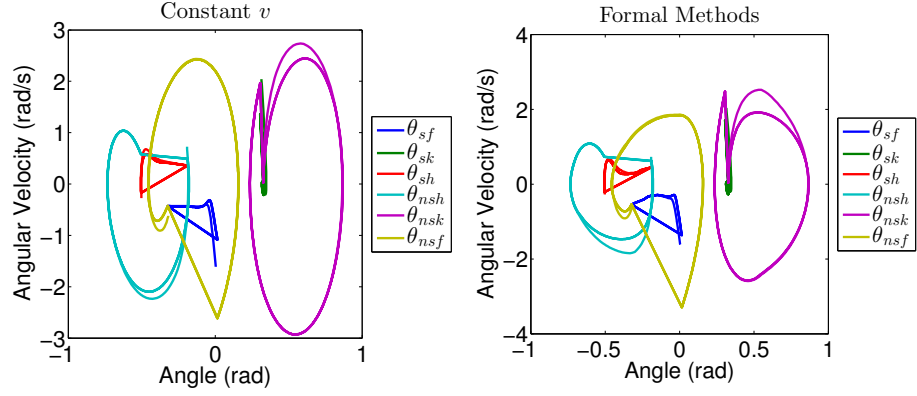 Constant v
Angular Velocity (rad/s)
3
2
1
0
−1
−2
−3
−1
0
1
Angle (rad)
θsf
θsk
θsh
θnsh
θnsk
θnsf
Formal Methods
Angular Velocity (rad/s)
4
2
0
−2
−4
−1
−0.5
0
0.5
1
Angle (rad)
θsf
θsk
θsh
θnsh
θnsk
θnsf